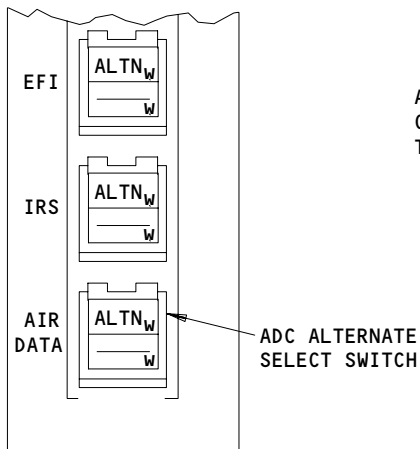 EFI
ALTN W
W
A
C
T
IRS
ALTN W
W
AIR
DATA
ALTN W
W
ADC ALTERNATE
SELECT SWITCH